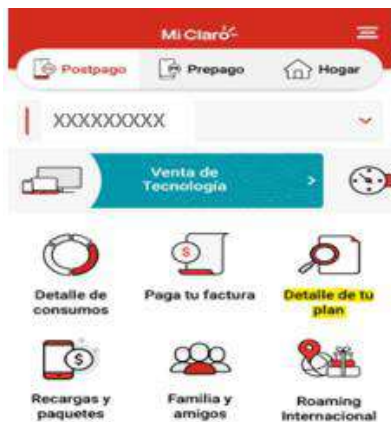 Mi Claro
Postpago Prepago Hogar
XXXXXXXXX
Venta de
Tecnología
Detalle de
consumos
Paga tu factura
Detalle de tu
plan
Recargas y
paquetes
Familia y
amigos
Roaming
Internacional